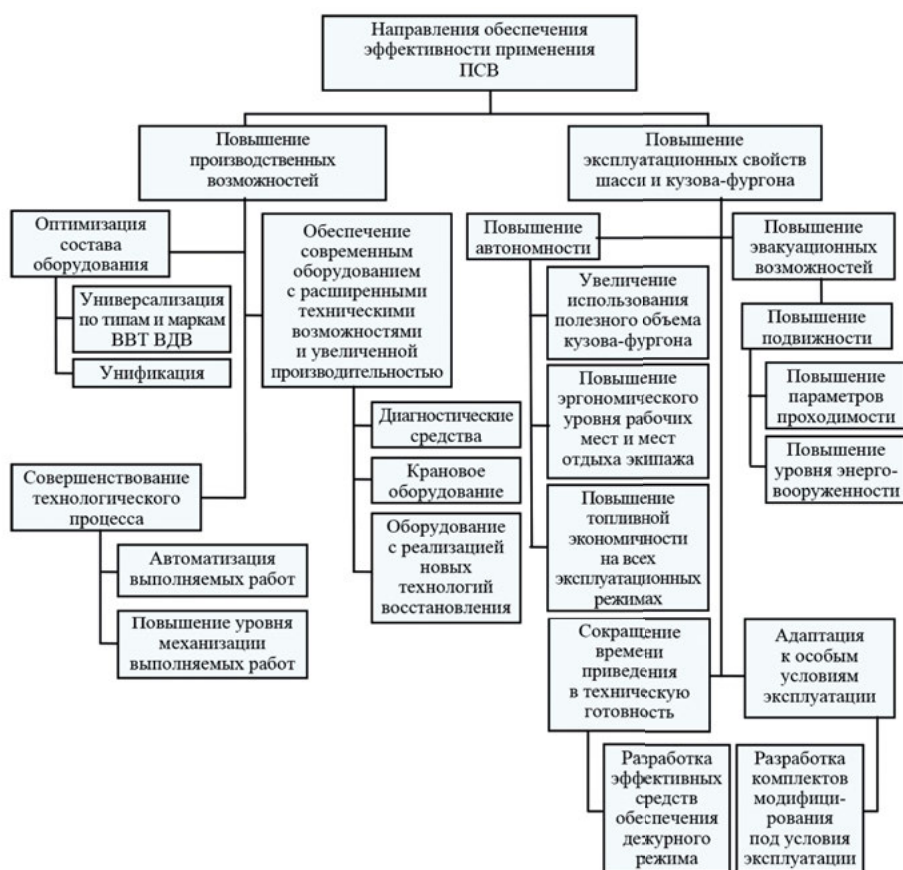 Направления обеспечения
эффективности применения
ПСВ
Повышение
производственных
возможностей
Повышение
эксплуатационных свойств
шасси и кузова-фургона
Оптимизация
состава
оборудования
Универсализация
по типам и маркам
ВВТ ВДВ
Унификация
Обеспечение
современным
оборудованием
с расширенными
техническими
возможностями
и увеличенной
производительностью
Диагностические
средства
Крановое
оборудование
Оборудование
с реализацией
новых
технологий
восстановления
Совершенствование
технологического
процесса
Автоматизация
выполняемых работ
Повышение уровня
механизации
выполняемых работ
Повышение
автономности
Увеличение
использования
полезного объема
кузова-фургона
Повышение
эргономического
уровня рабочих
мест и мест
отдыха экипажа
Повышение
топливной
экономичности
на всех
эксплуатационных
режимах
Повышение
эвакуационных
возможностей
Повышение
подвижности
Повышение
параметров
проходимости
Повышение
уровня энерго-
вооруженности
Сокращение
времени
приведения
в техническую
готовность
Разработка
эффективных
средств
обеспечения
дежурного
режима
Адаптация
к особым
условиям
эксплуатации
Разработка
комплектов
модифици-
рования
под условия
эксплуатации